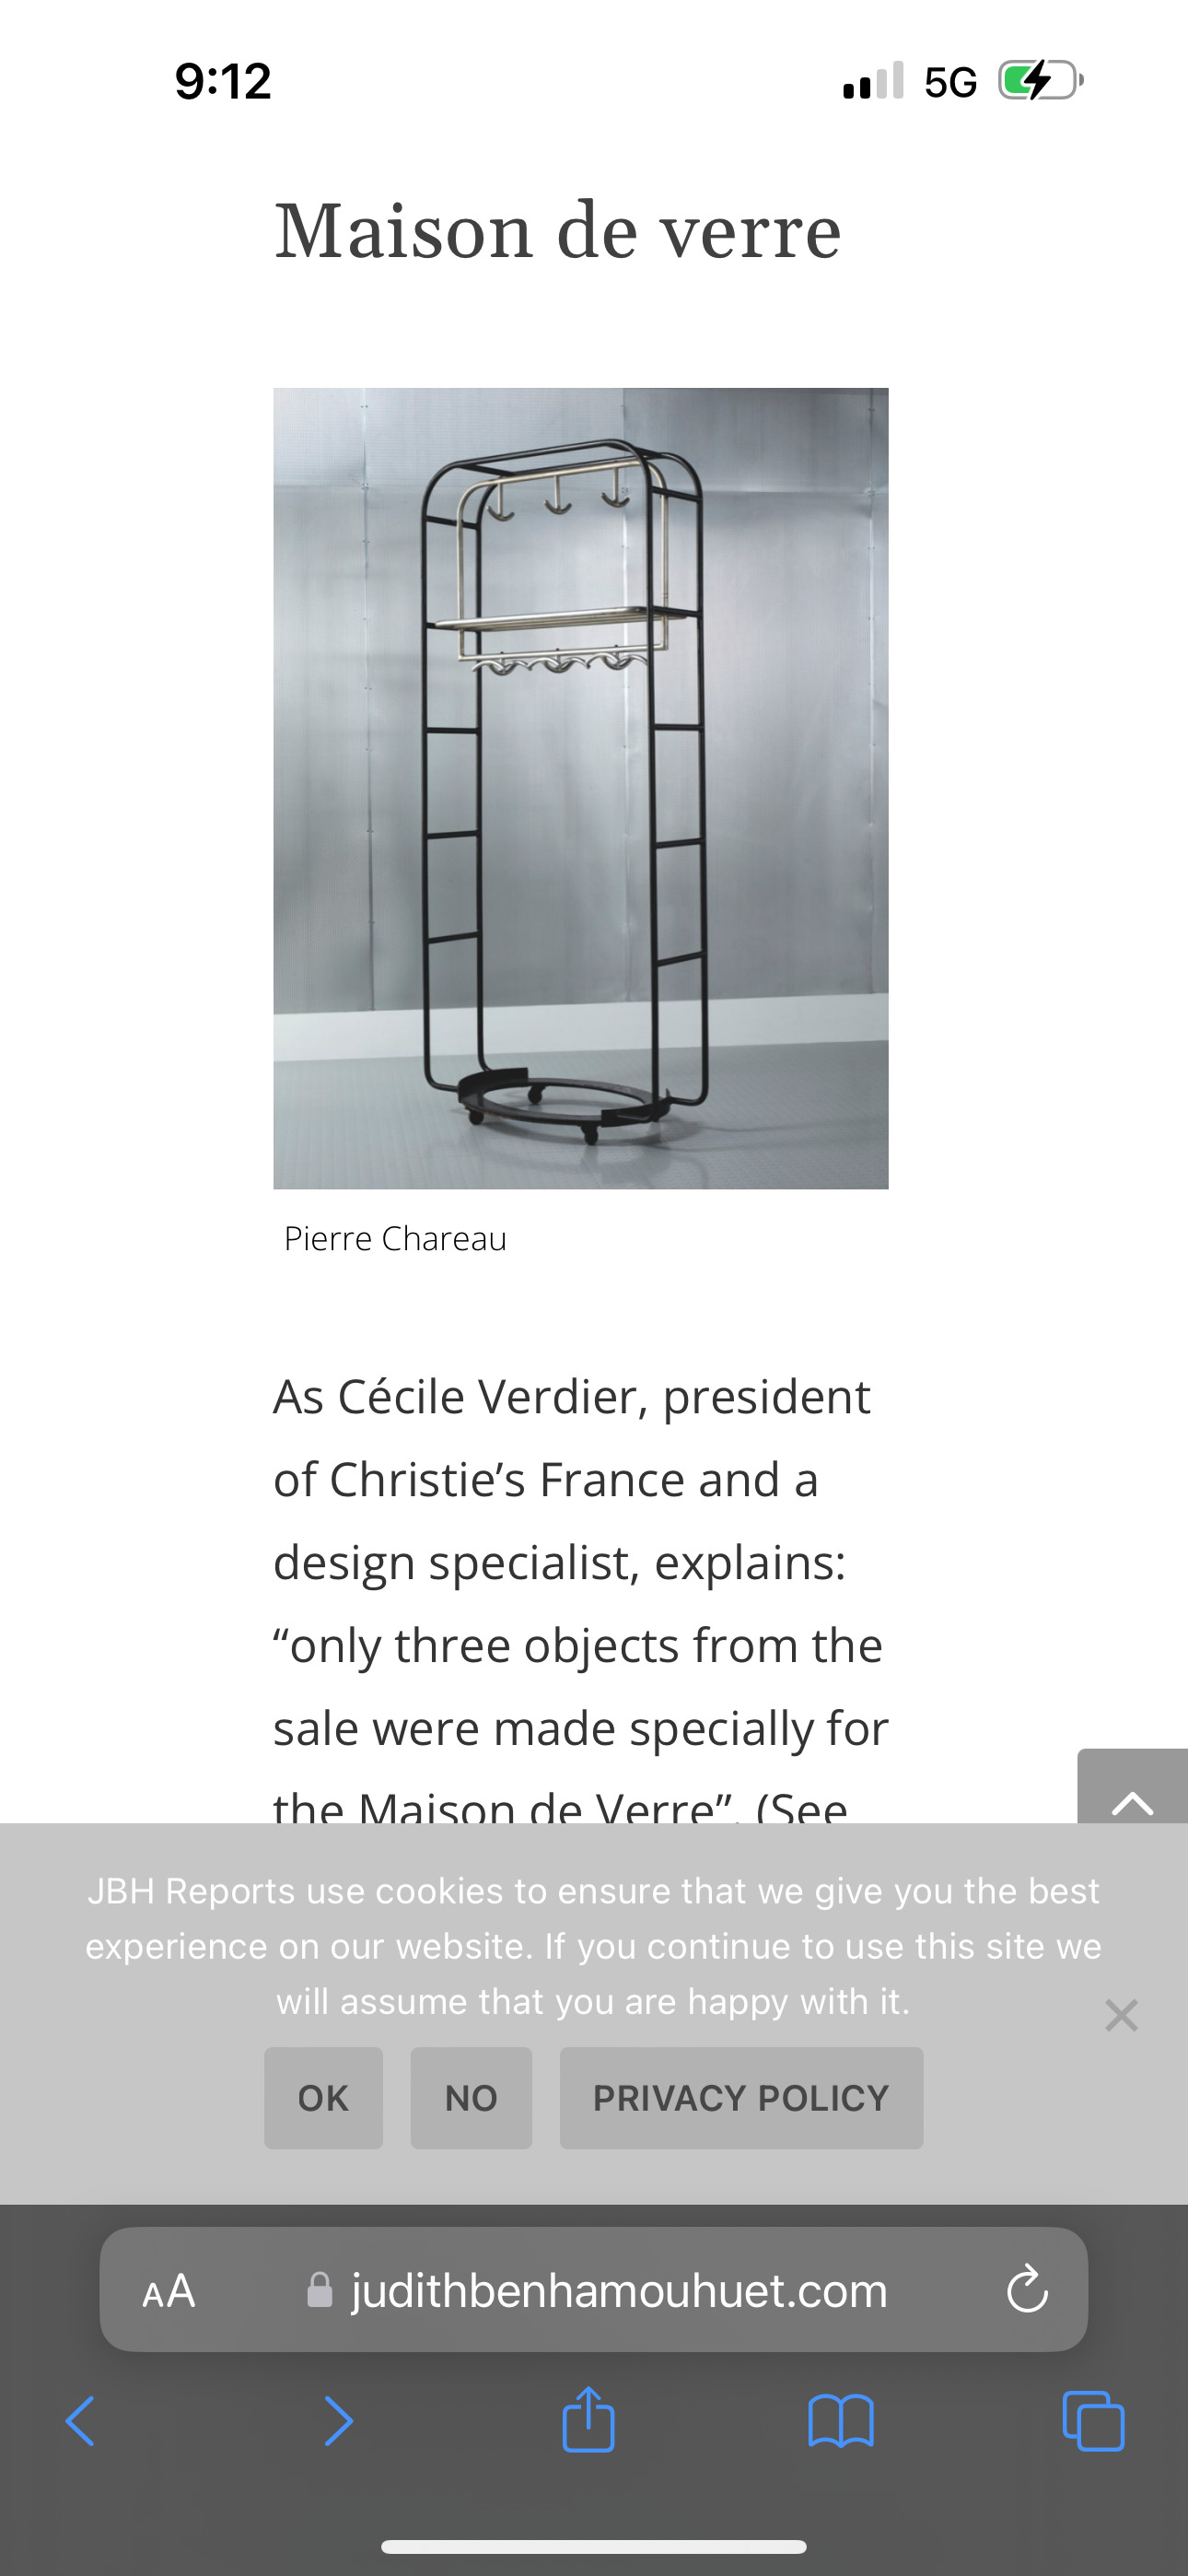 9:12 5G
Maison de verre
Pierre Chareau
As Cécile Verdier, president
of Christie’s France and a
design specialist, explains:
“only three objects from the
sale were made specially for
the Maison de Verre”. (See
JBH Reports use cookies to ensure that we give you the best
experience on our website. If you continue to use this site we
will assume that you are happy with it.
OK NO PRIVACY POLICY
AA judithbenhamouhuet.com